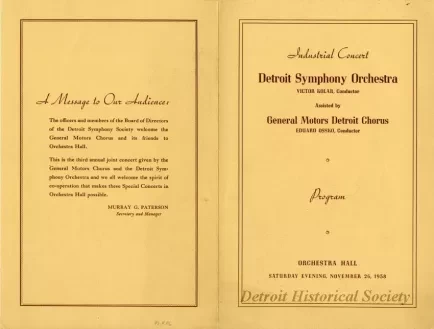 A Message to Our Audience:
The officers and members of the Board of Directors
of the Detroit Symphony Society welcome the
General Motors Chorus and its friends to
Orchestra Hall.
This is the third annual joint concert given by the
General Motors Chorus and the Detroit Sym-
phony Orchestra and we all welcome the spirit of
co-operation that makes these Special Concerts in
Orchestra Hall possible.
MURRAY G. PATERSON
Secretary and Manager
Industrial Concert
Detroit Symphony Orchestra
VICTOR KOLAR, Conductor
Assisted by
General Motors Detroit Chorus
EDUARD OSSKO, Conductor
Program
ORCHESTRA HALL
SATURDAY EVENING, NOVEMBER 26, 1938
Detroit Historical Society